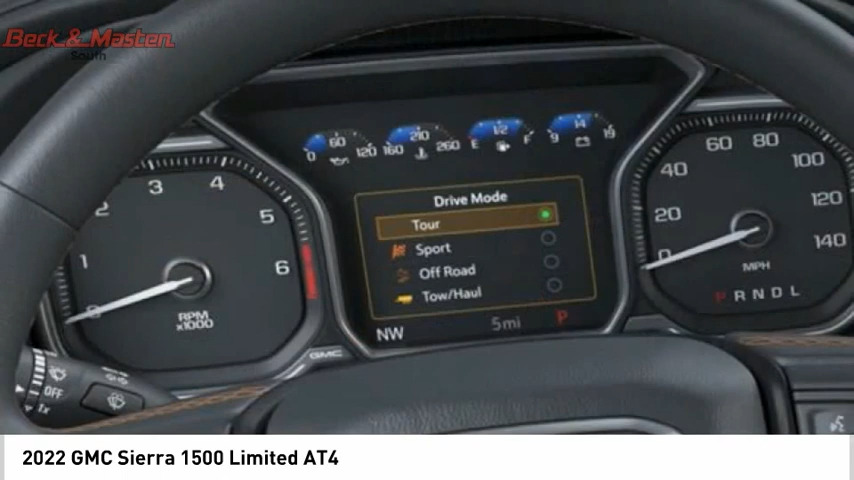 Beck & Masten
South
0 60 120
160 210 260
E 1/2 F
9 14 19
Drive Mode
Tour
Sport
Off Road
Tow/Haul
NW 5mi P
0 1 2 3 4 5 6
RPM
x1000
GMC
0 20 40 60 80 100 120 140
MPH
P R N D L
OFF
1x
2022 GMC Sierra 1500 Limited AT4